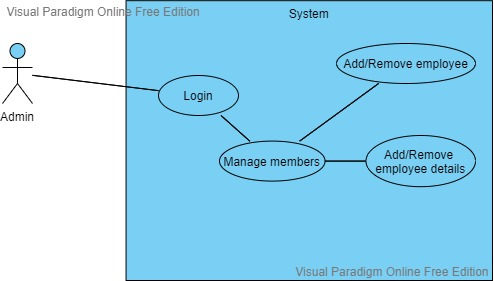 Visual Paradigm Online Free Edition
System
Add/Remove employee
Login
Admin
Manage members
Add/Remove
employee details
Visual Paradigm Online Free Edition